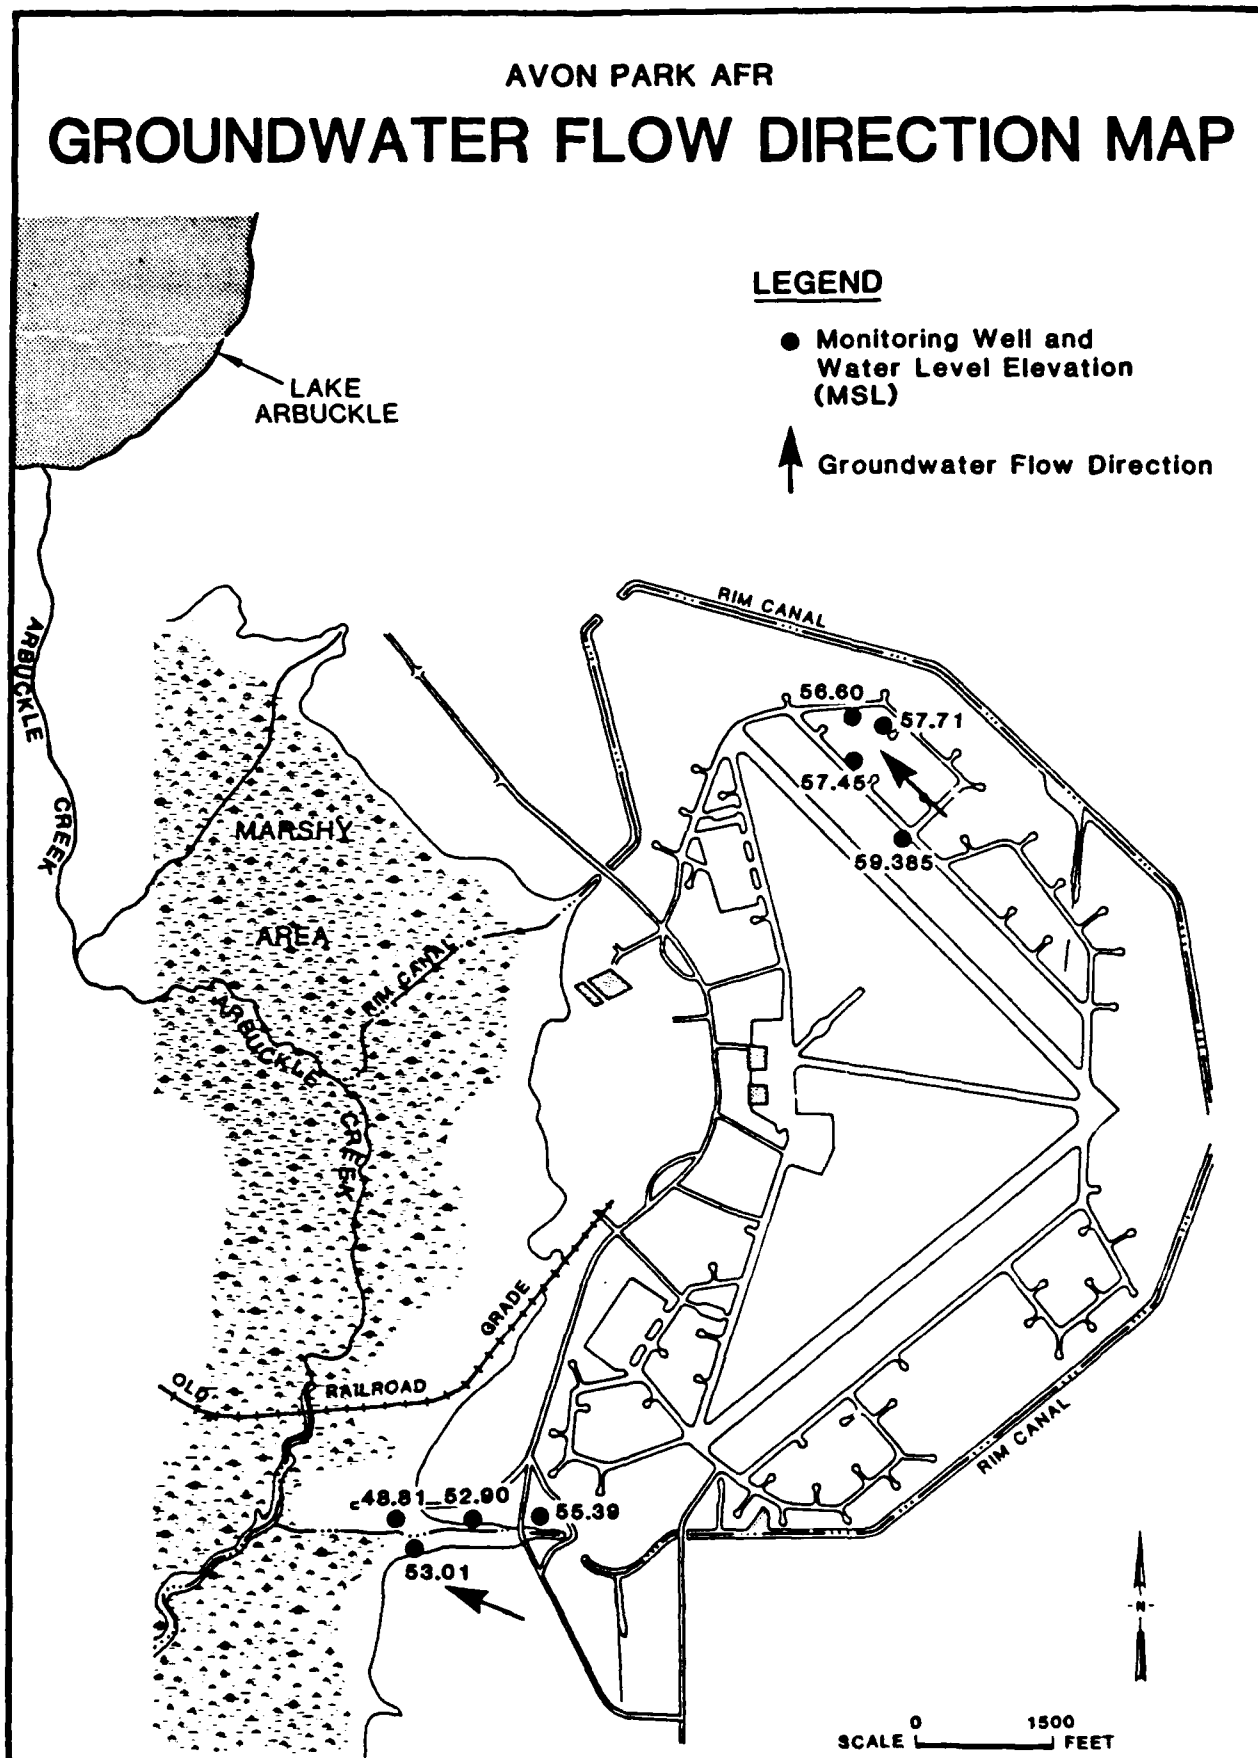 AVON PARK AFR
GROUNDWATER FLOW DIRECTION MAP
LEGEND
Monitoring Well and
Water Level Elevation
(MSL)
Groundwater Flow Direction
LAKE
ARBUCKLE
RIM CANAL
ARBUCKLE
CREEK
56.60
57.71
57.45
59.385
MARSHY
AREA
RIM CANAL
ARBUCKLE
CREEK
GRADE
OLD
RAILROAD
RIM CANAL
48.81
52.90
55.39
53.01
-N-
0
1500
SCALE
FEET